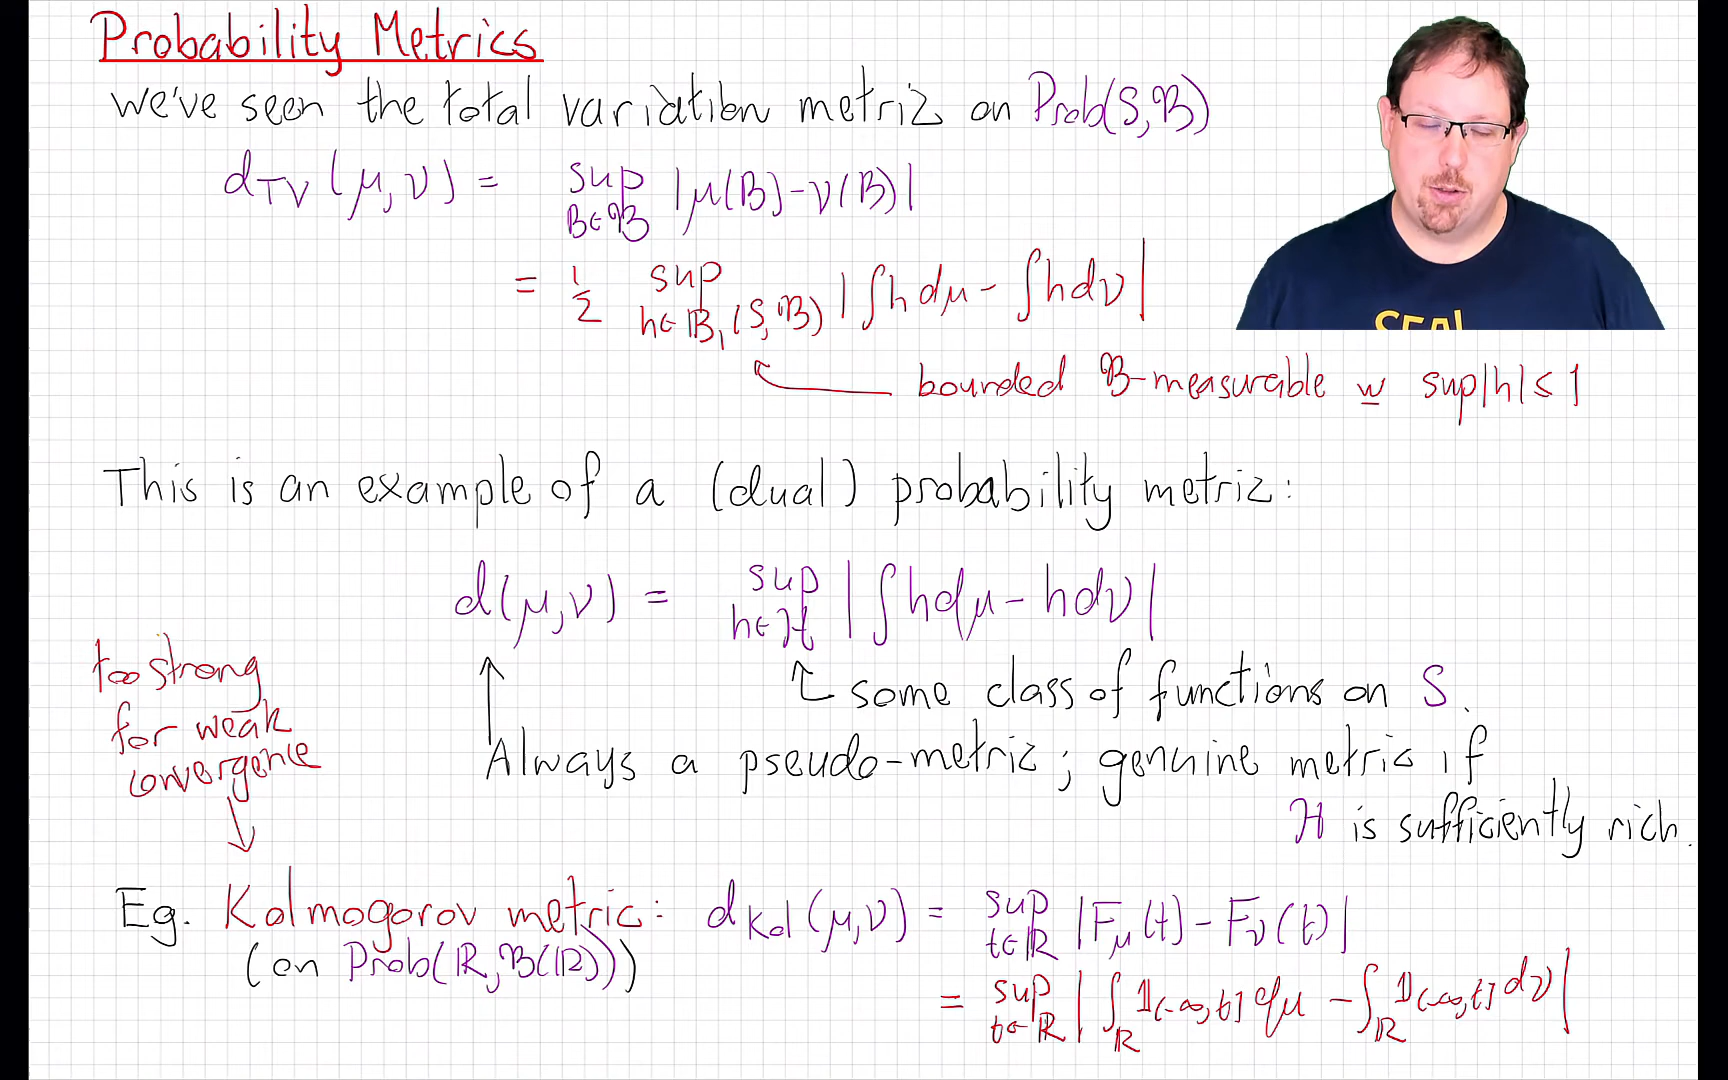 Probability Metrics
we've seen the total variation metric on Prob(S,𝓑)
d_TV(μ,ν) = sup_{B∈𝓑} |μ(B)-ν(B)|
= 1/2 sup_{h∈𝔹₁(S,𝓑)} |∫h dμ - ∫h dν|
bounded 𝓑-measurable w sup|h| ≤ 1
This is an example of a (dual) probability metric:
d(μ,ν) = sup_{h∈ℋ} |∫h dμ - h dν|
some class of functions on S.
Always a pseudo-metric; genuine metric if
ℋ is sufficiently rich.
too strong
for weak
convergence
Eg. Kolmogorov metric: d_Kol(μ,ν) = sup_{t∈ℝ} |F_μ(t) - F_ν(t)|
(on Prob(ℝ,𝓑(ℝ)))
= sup_{t∈ℝ} |∫_ℝ 𝟙_{(-∞,t]} dμ - ∫_ℝ 𝟙_{(-∞,t]} dν|